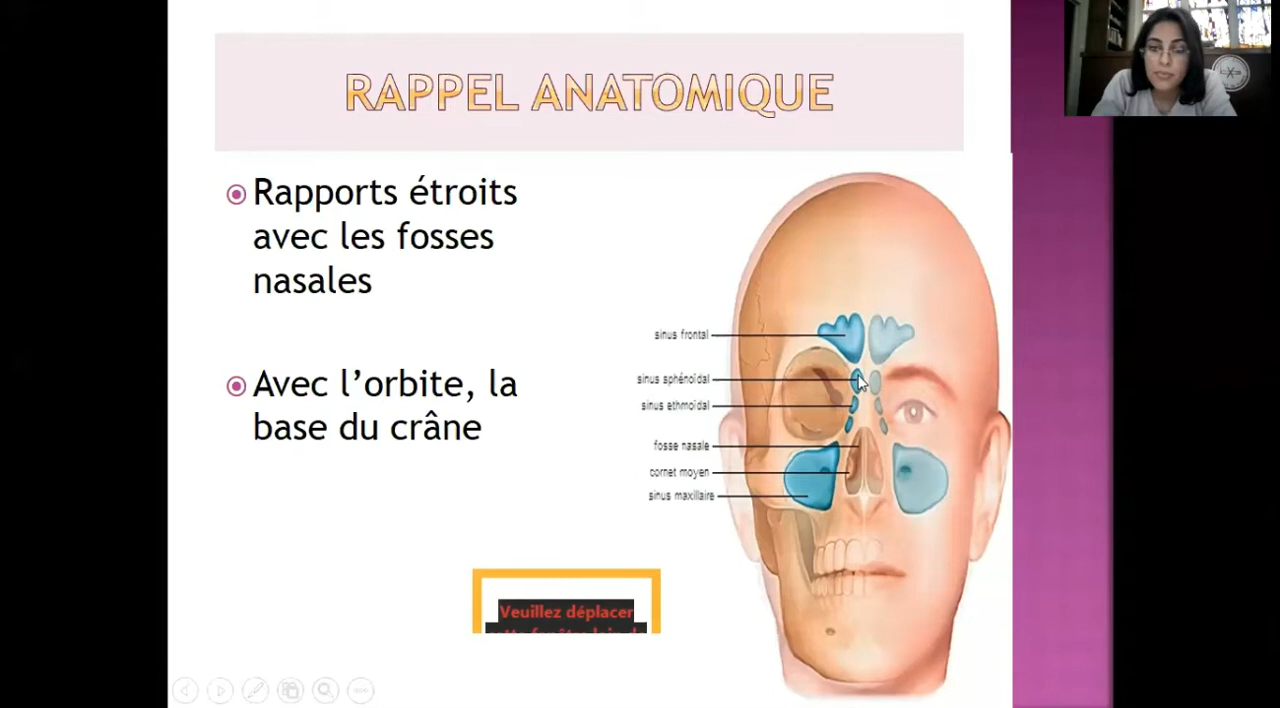 RAPPEL ANATOMIQUE
Rapports étroits
avec les fosses
nasales
Avec l'orbite, la
base du crâne
sinus frontal
sinus sphénoïdal
sinus ethmoïdal
fosse nasale
cornet moyen
sinus maxillaire
Veuillez déplacer